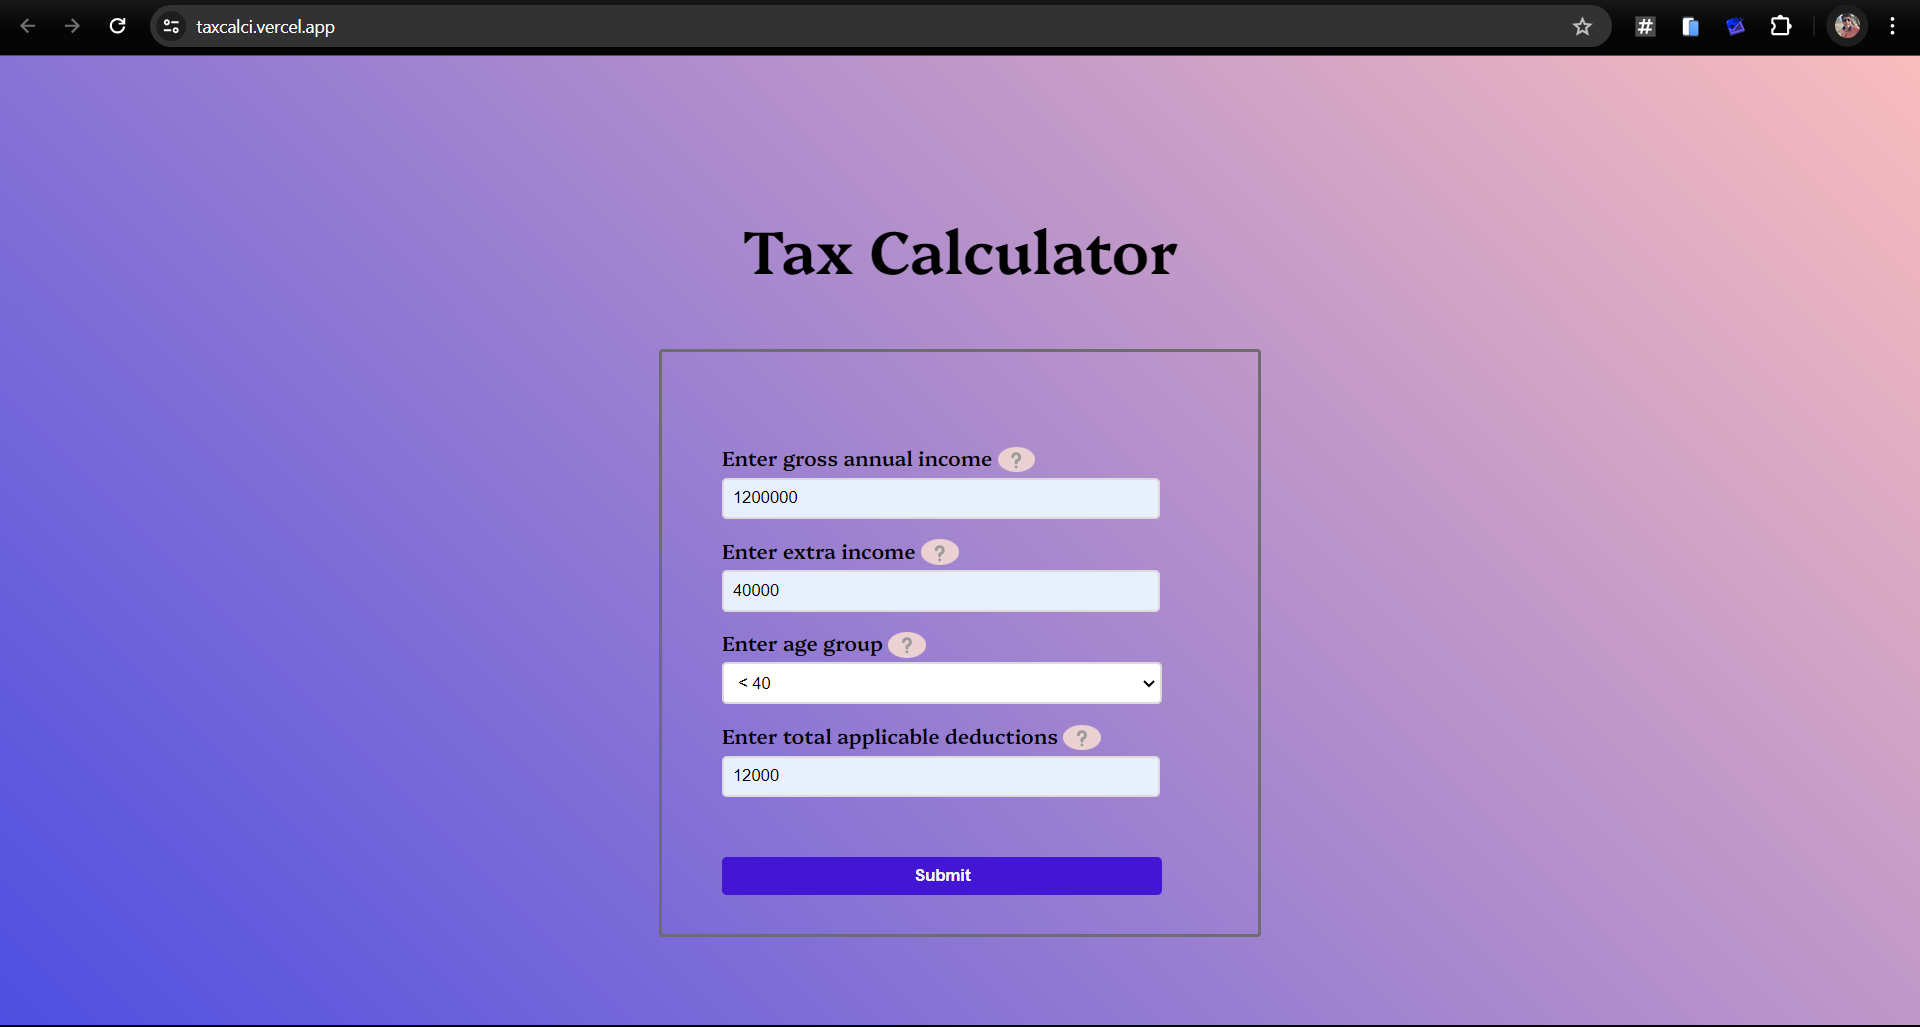 taxcalci.vercel.app
#
Tax Calculator
Enter gross annual income ?
1200000
Enter extra income ?
40000
Enter age group ?
< 40
Enter total applicable deductions ?
12000
Submit